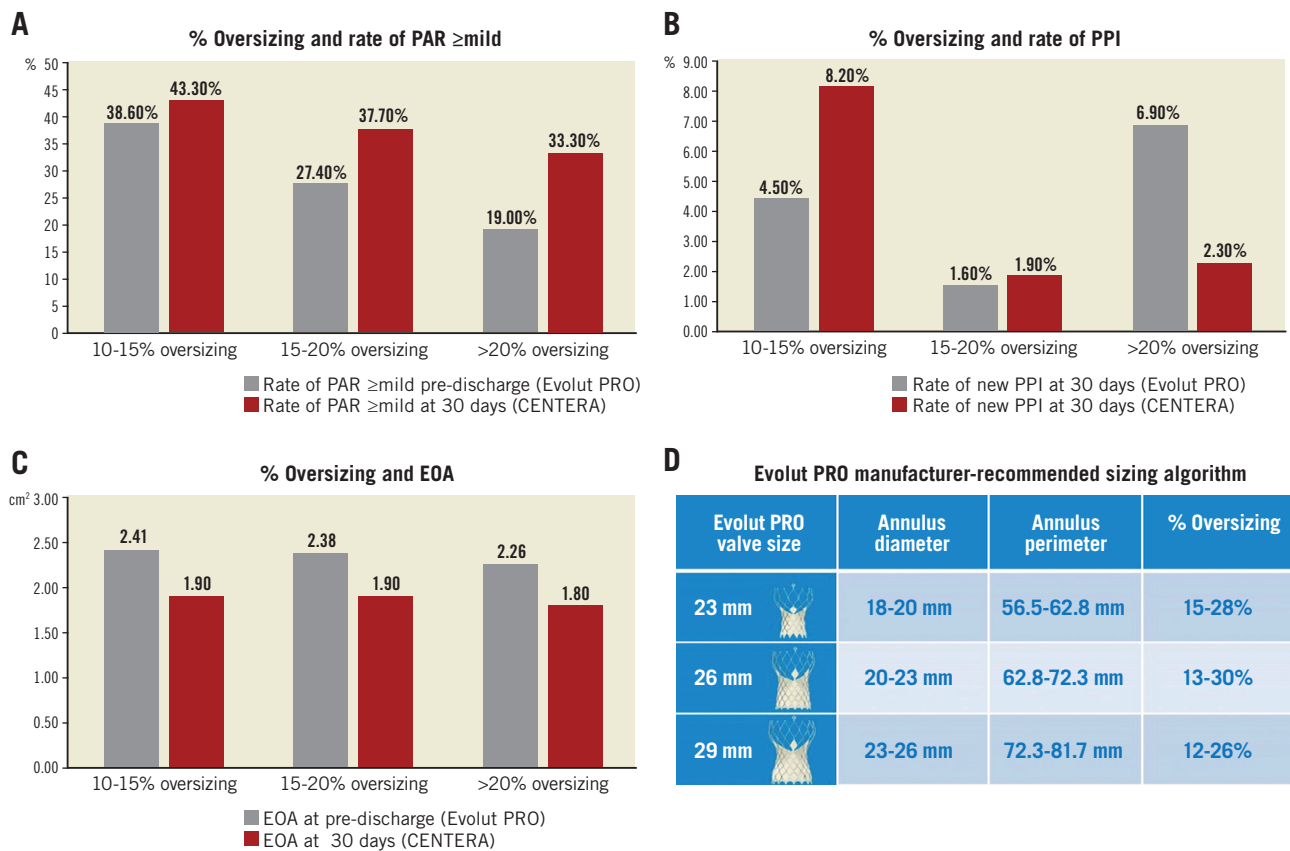 A
% Oversizing and rate of PAR ≥mild
% 50
45
40
35
30
25
20
15
10
5
0
38.60%
43.30%
27.40%
37.70%
19.00%
33.30%
10-15% oversizing
15-20% oversizing
>20% oversizing
Rate of PAR ≥mild pre-discharge (Evolut PRO)
Rate of PAR ≥mild at 30 days (CENTERA)
B
% Oversizing and rate of PPI
% 9.00
8.00
7.00
6.00
5.00
4.00
3.00
2.00
1.00
0.00
4.50%
8.20%
1.60%
1.90%
6.90%
2.30%
10-15% oversizing
15-20% oversizing
>20% oversizing
Rate of new PPI at 30 days (Evolut PRO)
Rate of new PPI at 30 days (CENTERA)
C
% Oversizing and EOA
cm² 3.00
2.50
2.00
1.50
1.00
0.50
0.00
2.41
1.90
2.38
1.90
2.26
1.80
10-15% oversizing
15-20% oversizing
>20% oversizing
EOA at pre-discharge (Evolut PRO)
EOA at 30 days (CENTERA)
D
Evolut PRO manufacturer-recommended sizing algorithm
Evolut PRO
valve size
Annulus
diameter
Annulus
perimeter
% Oversizing
23 mm
18-20 mm
56.5-62.8 mm
15-28%
26 mm
20-23 mm
62.8-72.3 mm
13-30%
29 mm
23-26 mm
72.3-81.7 mm
12-26%